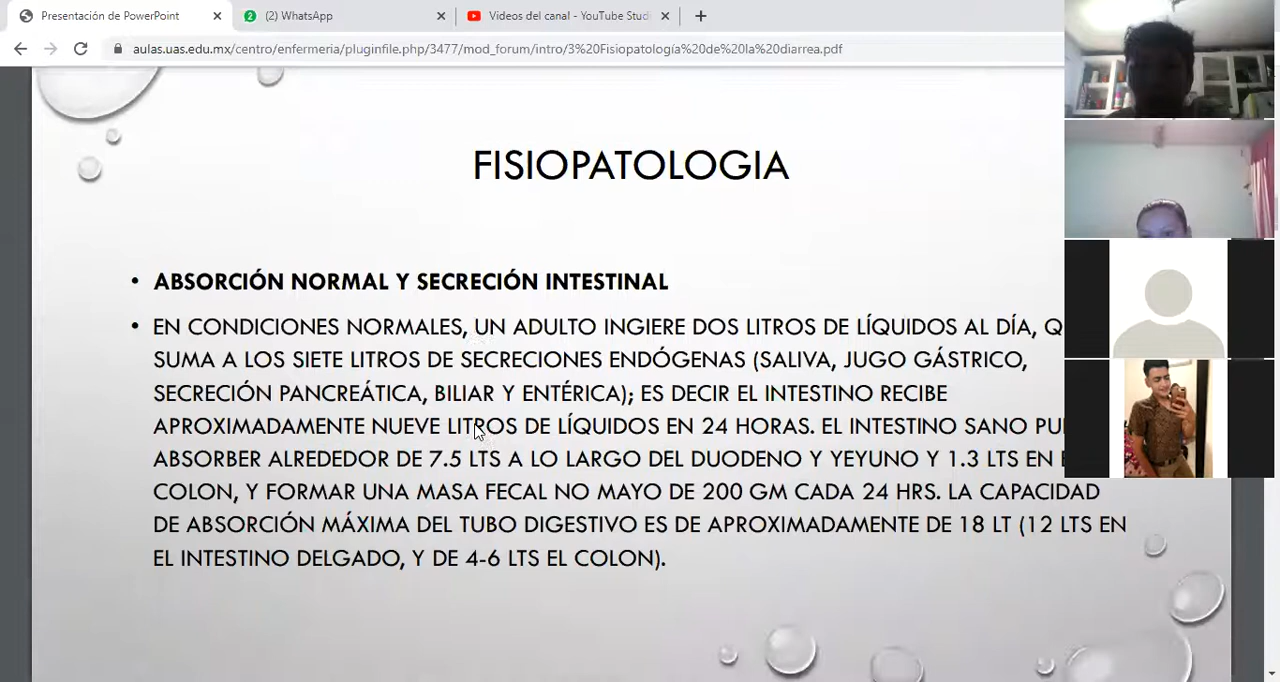 Presentación de PowerPoint
(2) WhatsApp
Videos del canal - YouTube Stud
aulas.uas.edu.mx/centro/enfermeria/pluginfile.php/3477/mod_forum/intro/3%20Fisiopatología%20de%20la%20diarrea.pdf
FISIOPATOLOGIA
• ABSORCIÓN NORMAL Y SECRECIÓN INTESTINAL
• EN CONDICIONES NORMALES, UN ADULTO INGIERE DOS LITROS DE LÍQUIDOS AL DÍA,
SUMA A LOS SIETE LITROS DE SECRECIONES ENDÓGENAS (SALIVA, JUGO GÁSTRICO,
SECRECIÓN PANCREÁTICA, BILIAR Y ENTÉRICA); ES DECIR EL INTESTINO RECIBE
APROXIMADAMENTE NUEVE LITROS DE LÍQUIDOS EN 24 HORAS. EL INTESTINO SANO
ABSORBER ALREDEDOR DE 7.5 LTS A LO LARGO DEL DUODENO Y YEYUNO Y 1.3 LTS EN
COLON, Y FORMAR UNA MASA FECAL NO MAYO DE 200 GM CADA 24 HRS. LA CAPACIDAD
DE ABSORCIÓN MÁXIMA DEL TUBO DIGESTIVO ES DE APROXIMADAMENTE DE 18 LT (12 LTS EN
EL INTESTINO DELGADO, Y DE 4-6 LTS EL COLON).